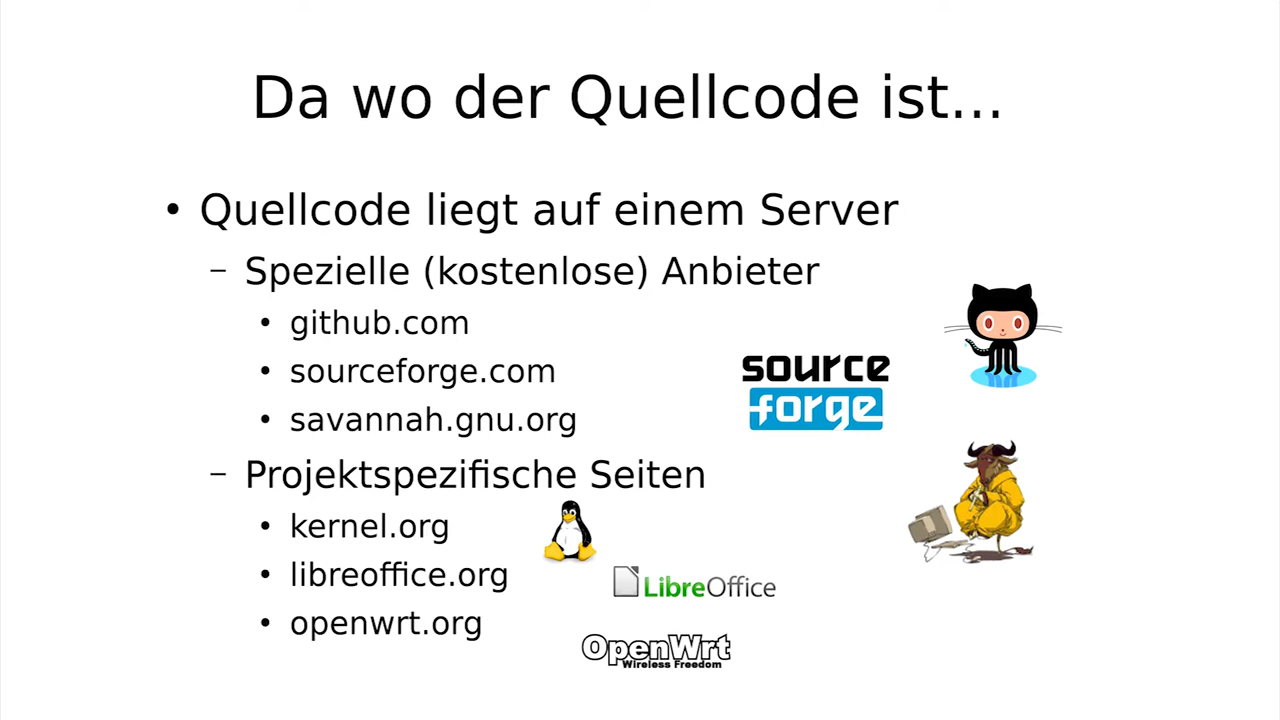 Da wo der Quellcode ist...
• Quellcode liegt auf einem Server
– Spezielle (kostenlose) Anbieter
• github.com
• sourceforge.com
• savannah.gnu.org
– Projektspezifische Seiten
• kernel.org
• libreoffice.org
• openwrt.org
source
forge
LibreOffice
OpenWrt
Wireless Freedom